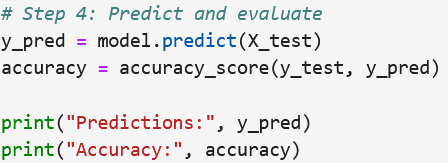 # Step 4: Predict and evaluate
y_pred = model.predict(X_test)
accuracy = accuracy_score(y_test, y_pred)
print("Predictions:", y_pred)
print("Accuracy:", accuracy)